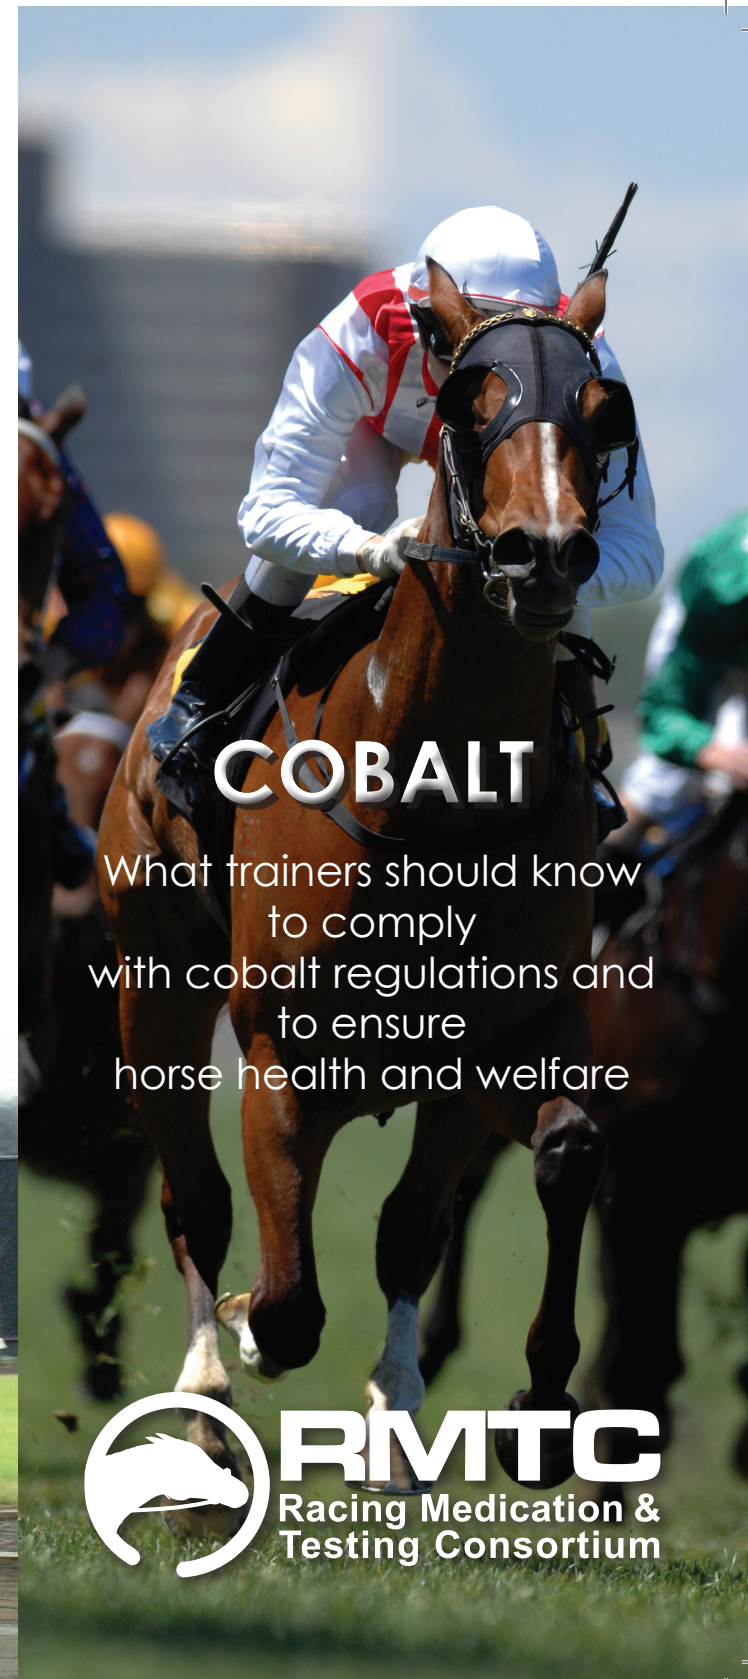 COBALT
What trainers should know
to comply
with cobalt regulations and
to ensure
horse health and welfare
RMTC
Racing Medication &
Testing Consortium